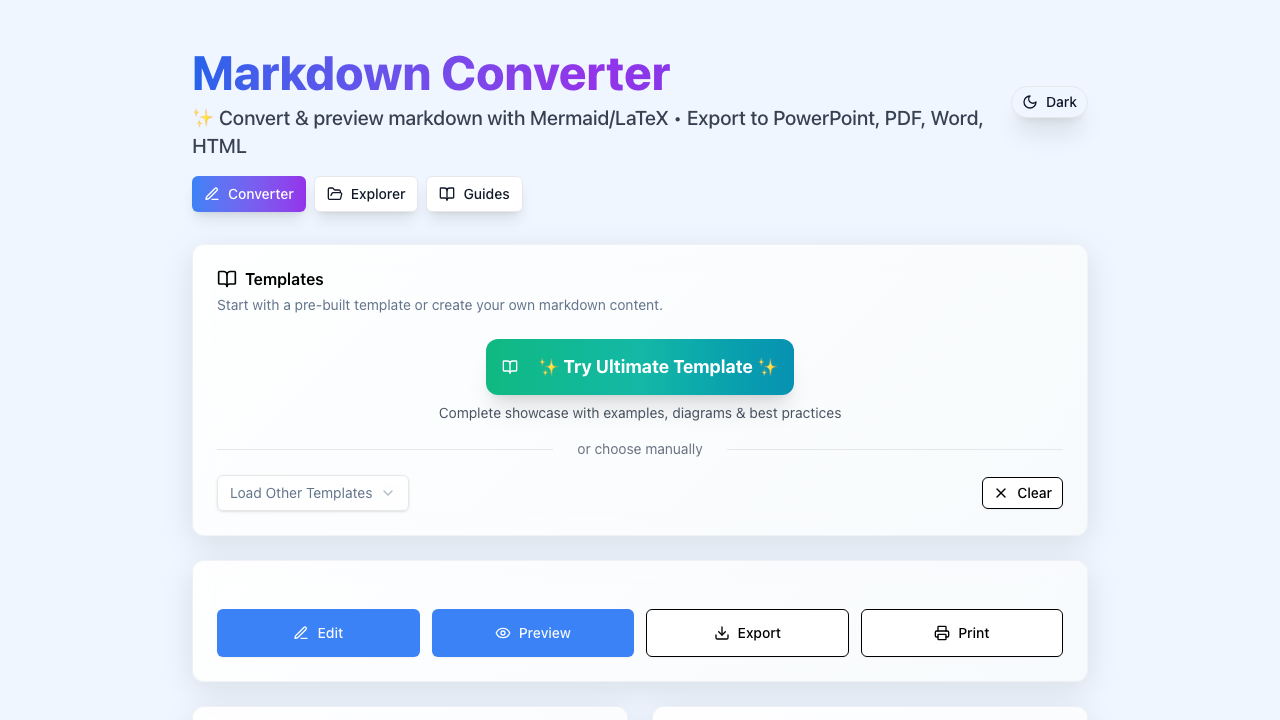 Markdown Converter
✨ Convert & preview markdown with Mermaid/LaTeX • Export to PowerPoint, PDF, Word,
HTML
Dark
Converter
Explorer
Guides
Templates
Start with a pre-built template or create your own markdown content.
✨ Try Ultimate Template ✨
Complete showcase with examples, diagrams & best practices
or choose manually
Load Other Templates
Clear
Edit
Preview
Export
Print